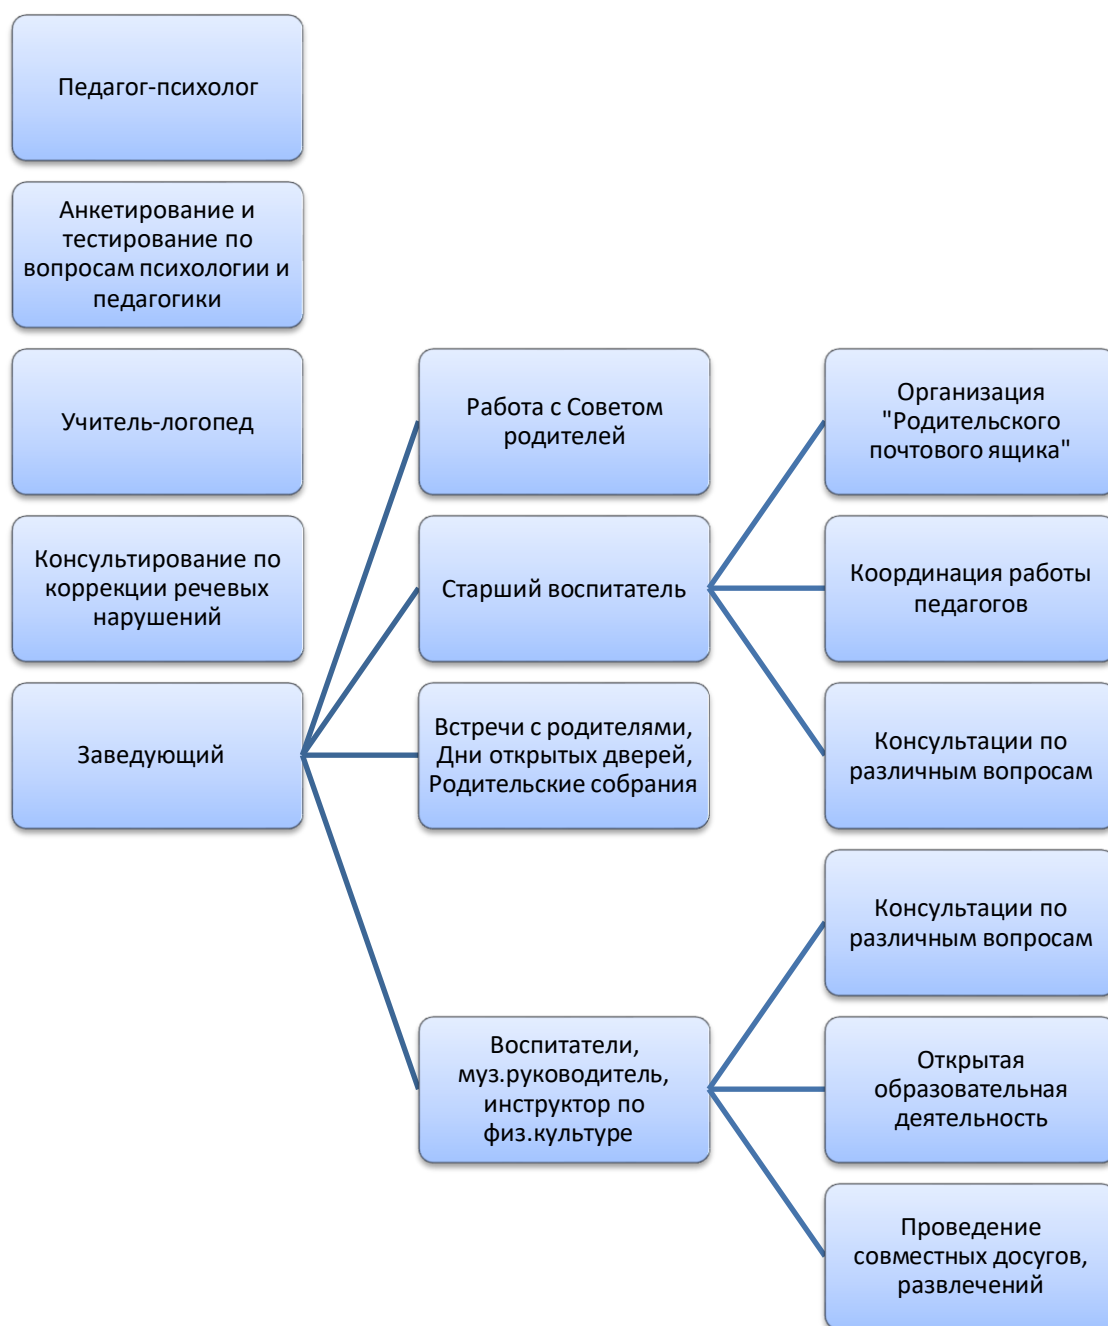 Педагог-психолог
Анкетирование и
тестирование по
вопросам психологии и
педагогики
Учитель-логопед
Консультирование по
коррекции речевых
нарушений
Заведующий
Работа с Советом
родителей
Старший воспитатель
Встречи с родителями,
Дни открытых дверей,
Родительские собрания
Воспитатели,
муз.руководитель,
инструктор по
физ.культуре
Организация
"Родительского
почтового ящика"
Координация работы
педагогов
Консультации по
различным вопросам
Консультации по
различным вопросам
Открытая
образовательная
деятельность
Проведение
совместных досугов,
развлечений